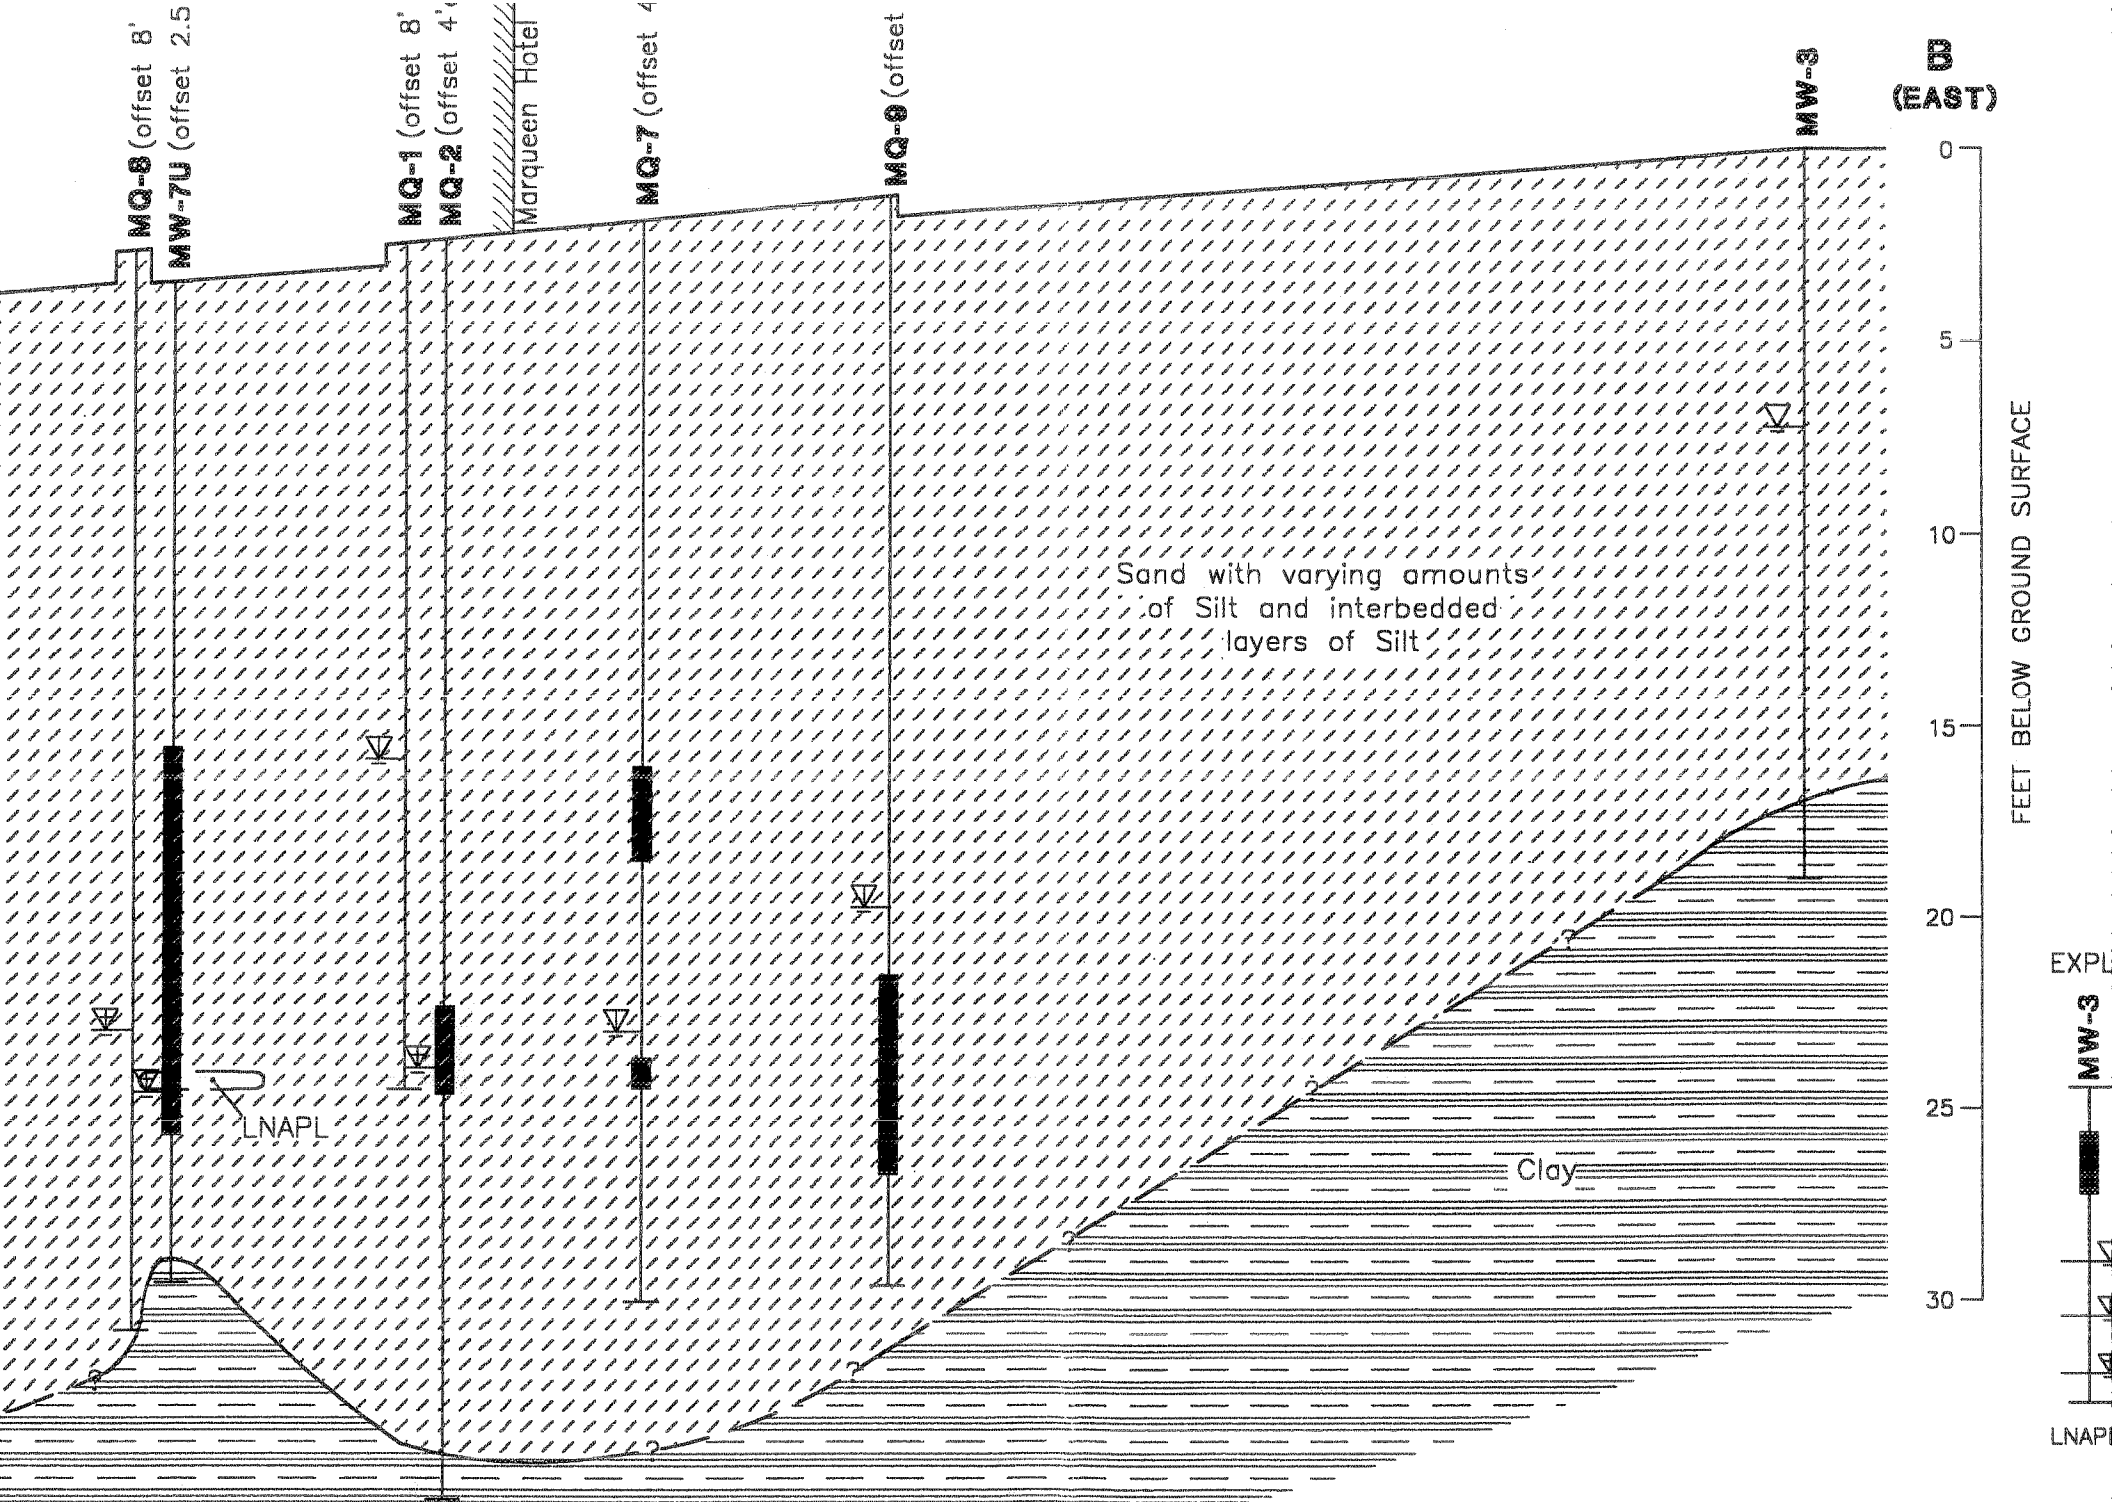 MQ-8 (offset 8'
MW-7U (offset 2.5
MQ-1 (offset 8'
MQ-2 (offset 4'
Marqueen Hotel
MQ-7 (offset 4
MQ-9 (offset
MW-3
B
(EAST)
0
5
10
15
20
25
30
FEET BELOW GROUND SURFACE
Sand with varying amounts
of Silt and interbedded
layers of Silt
LNAPL
Clay
?
?
?
?
?
?
EXPL
MW-3
LNAPL